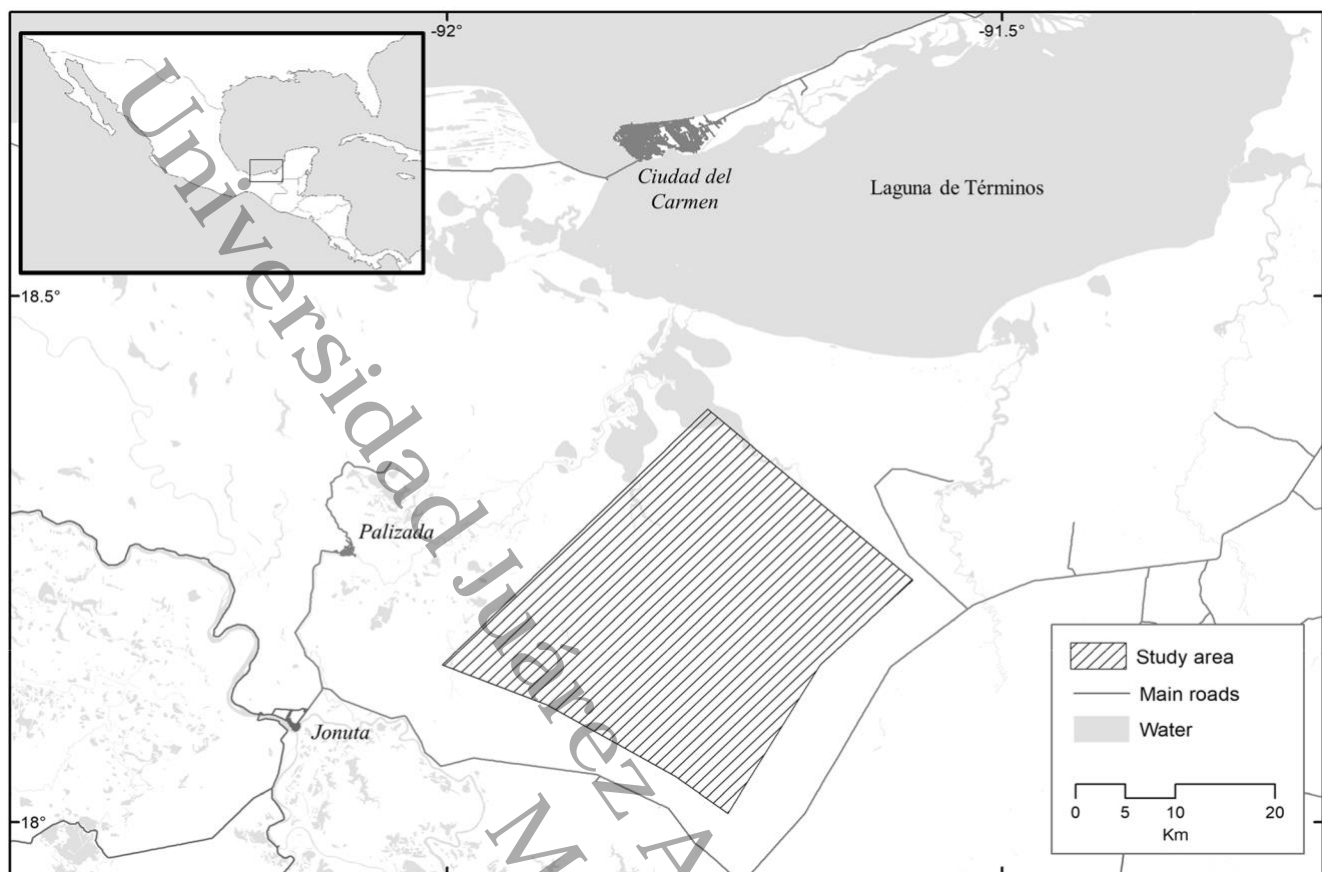 -92°
-91.5°
Ciudad del
Carmen
Laguna de Términos
18.5°
Palizada
Jonuta
18°
Study area
Main roads
Water
0 5 10 20
Km
Universidad Juárez A
M